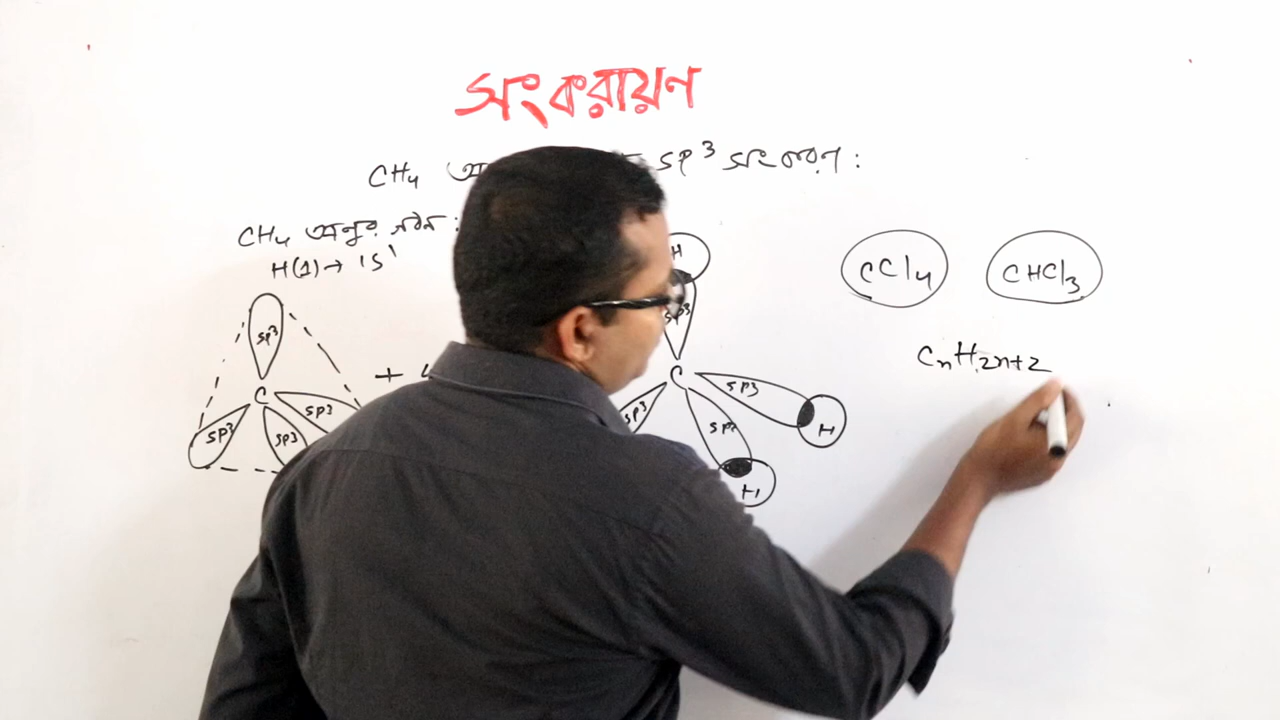 সংকরায়ন
CH4 sp3 সংকরণ :
CH4 অনুর গঠন :
H(1) → 1s1
sp3
C
sp3
sp3
sp3
+
H
sp3
C
sp3
sp3
sp3
H
H
CCl4
CHCl3
CnH2n+2